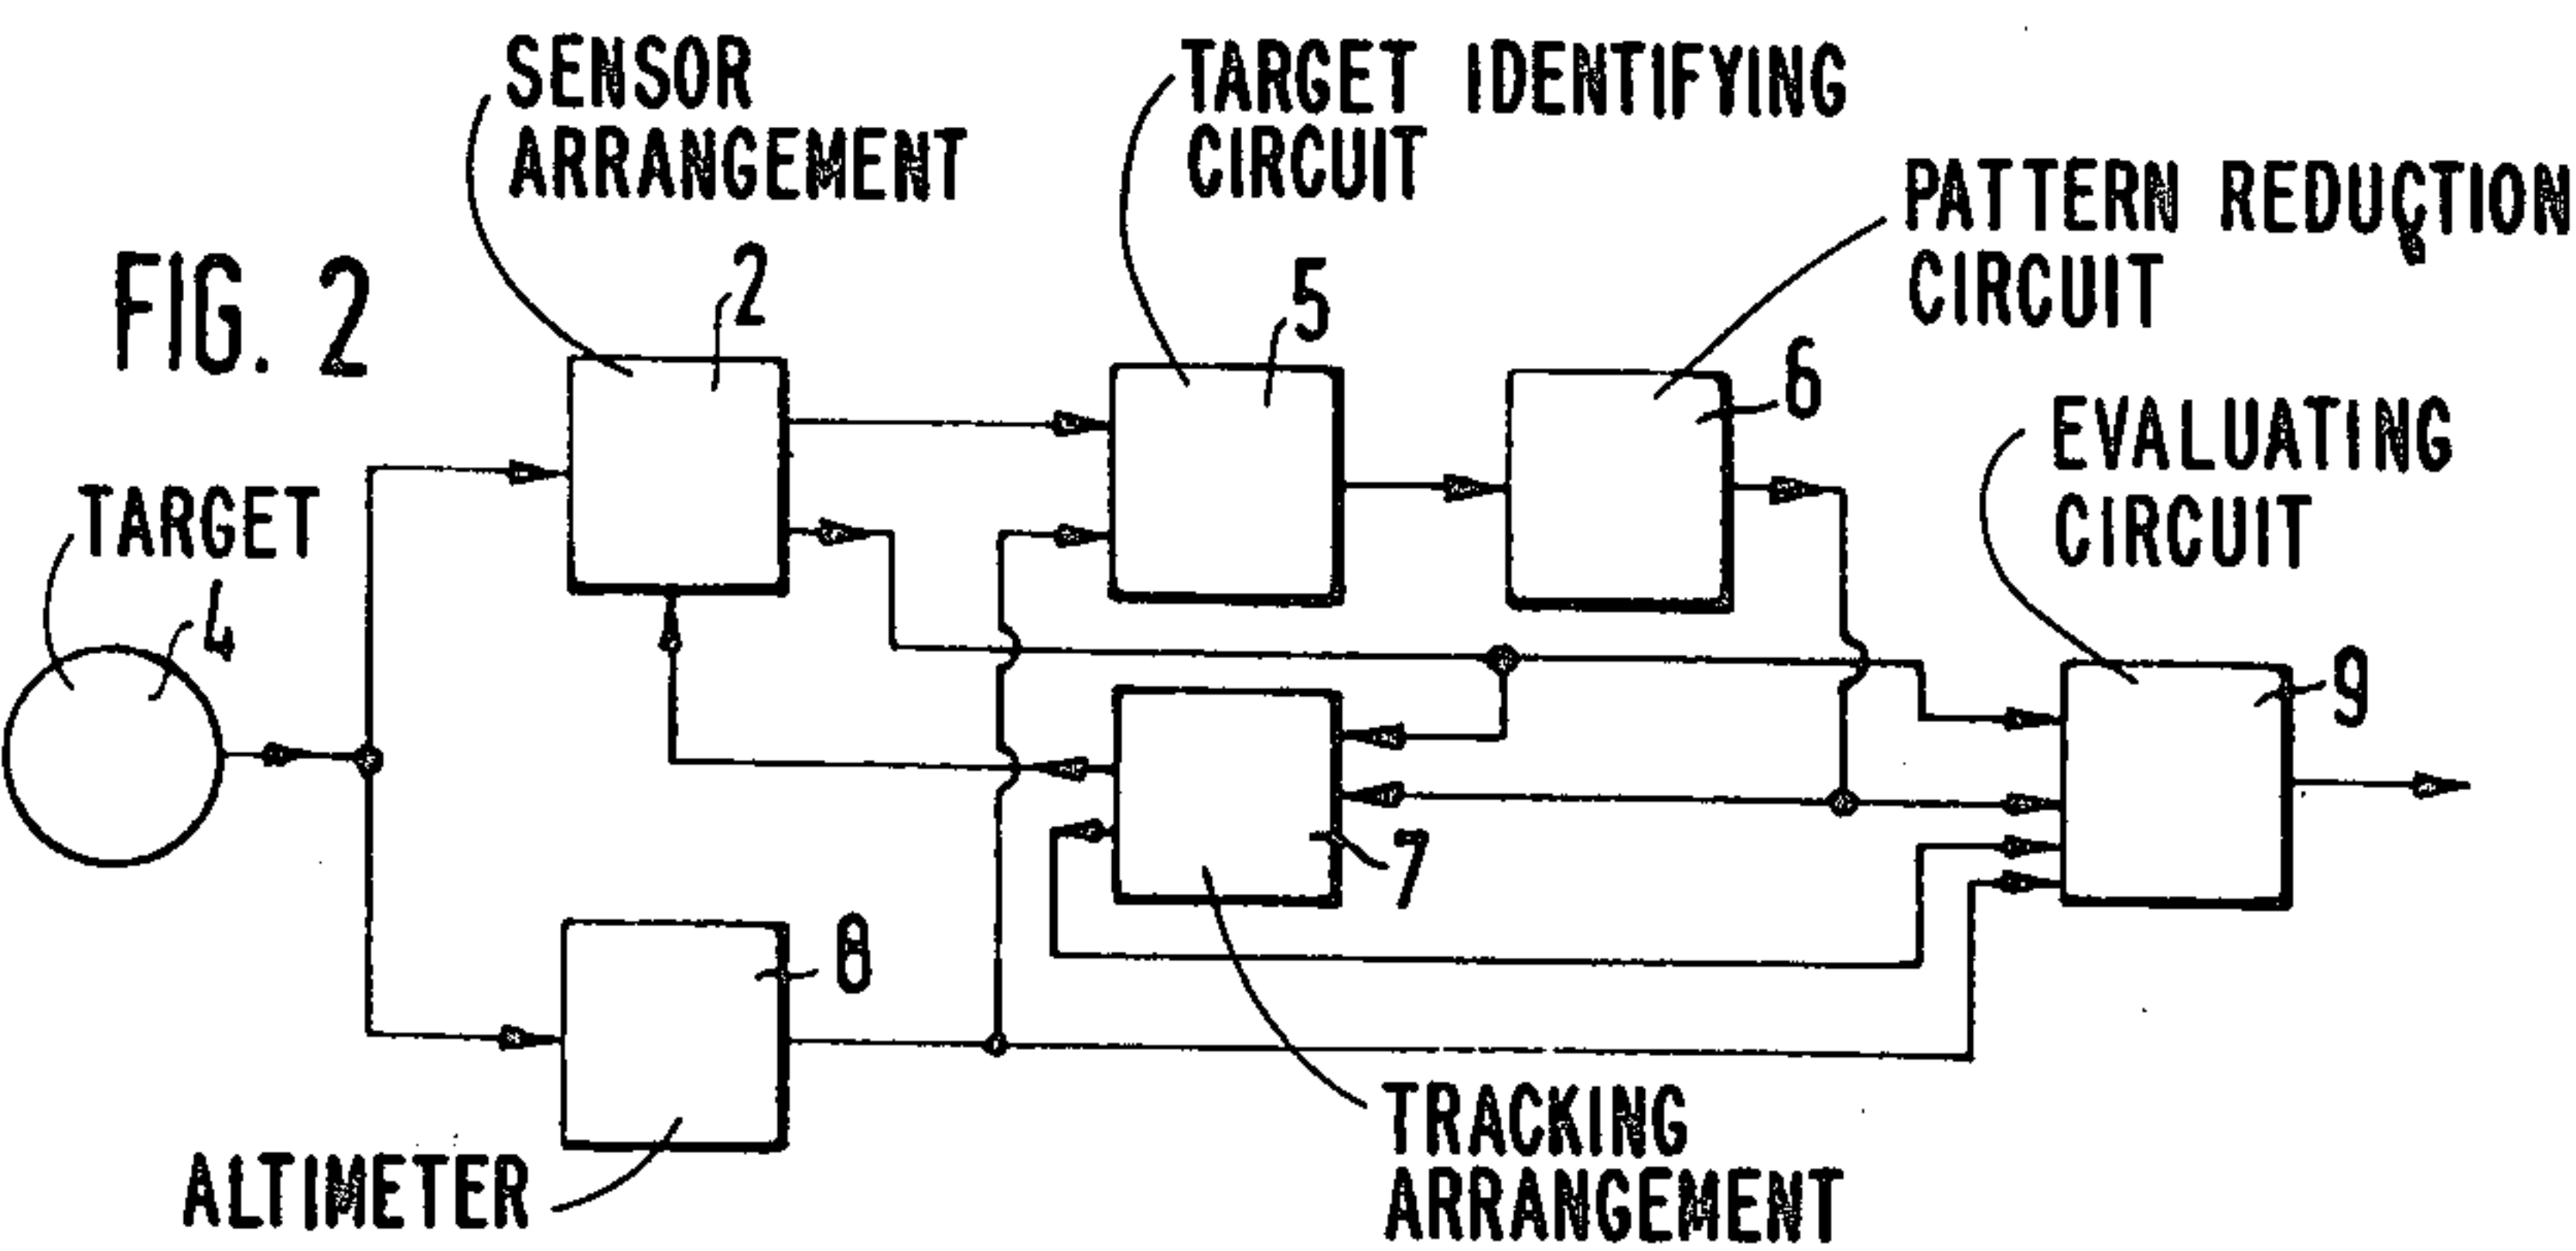 SENSOR
ARRANGEMENT
TARGET IDENTIFYING
CIRCUIT
PATTERN REDUCTION
CIRCUIT
FIG. 2
2
5
6
EVALUATING
CIRCUIT
TARGET
4
9
7
8
ALTIMETER
TRACKING
ARRANGEMENT